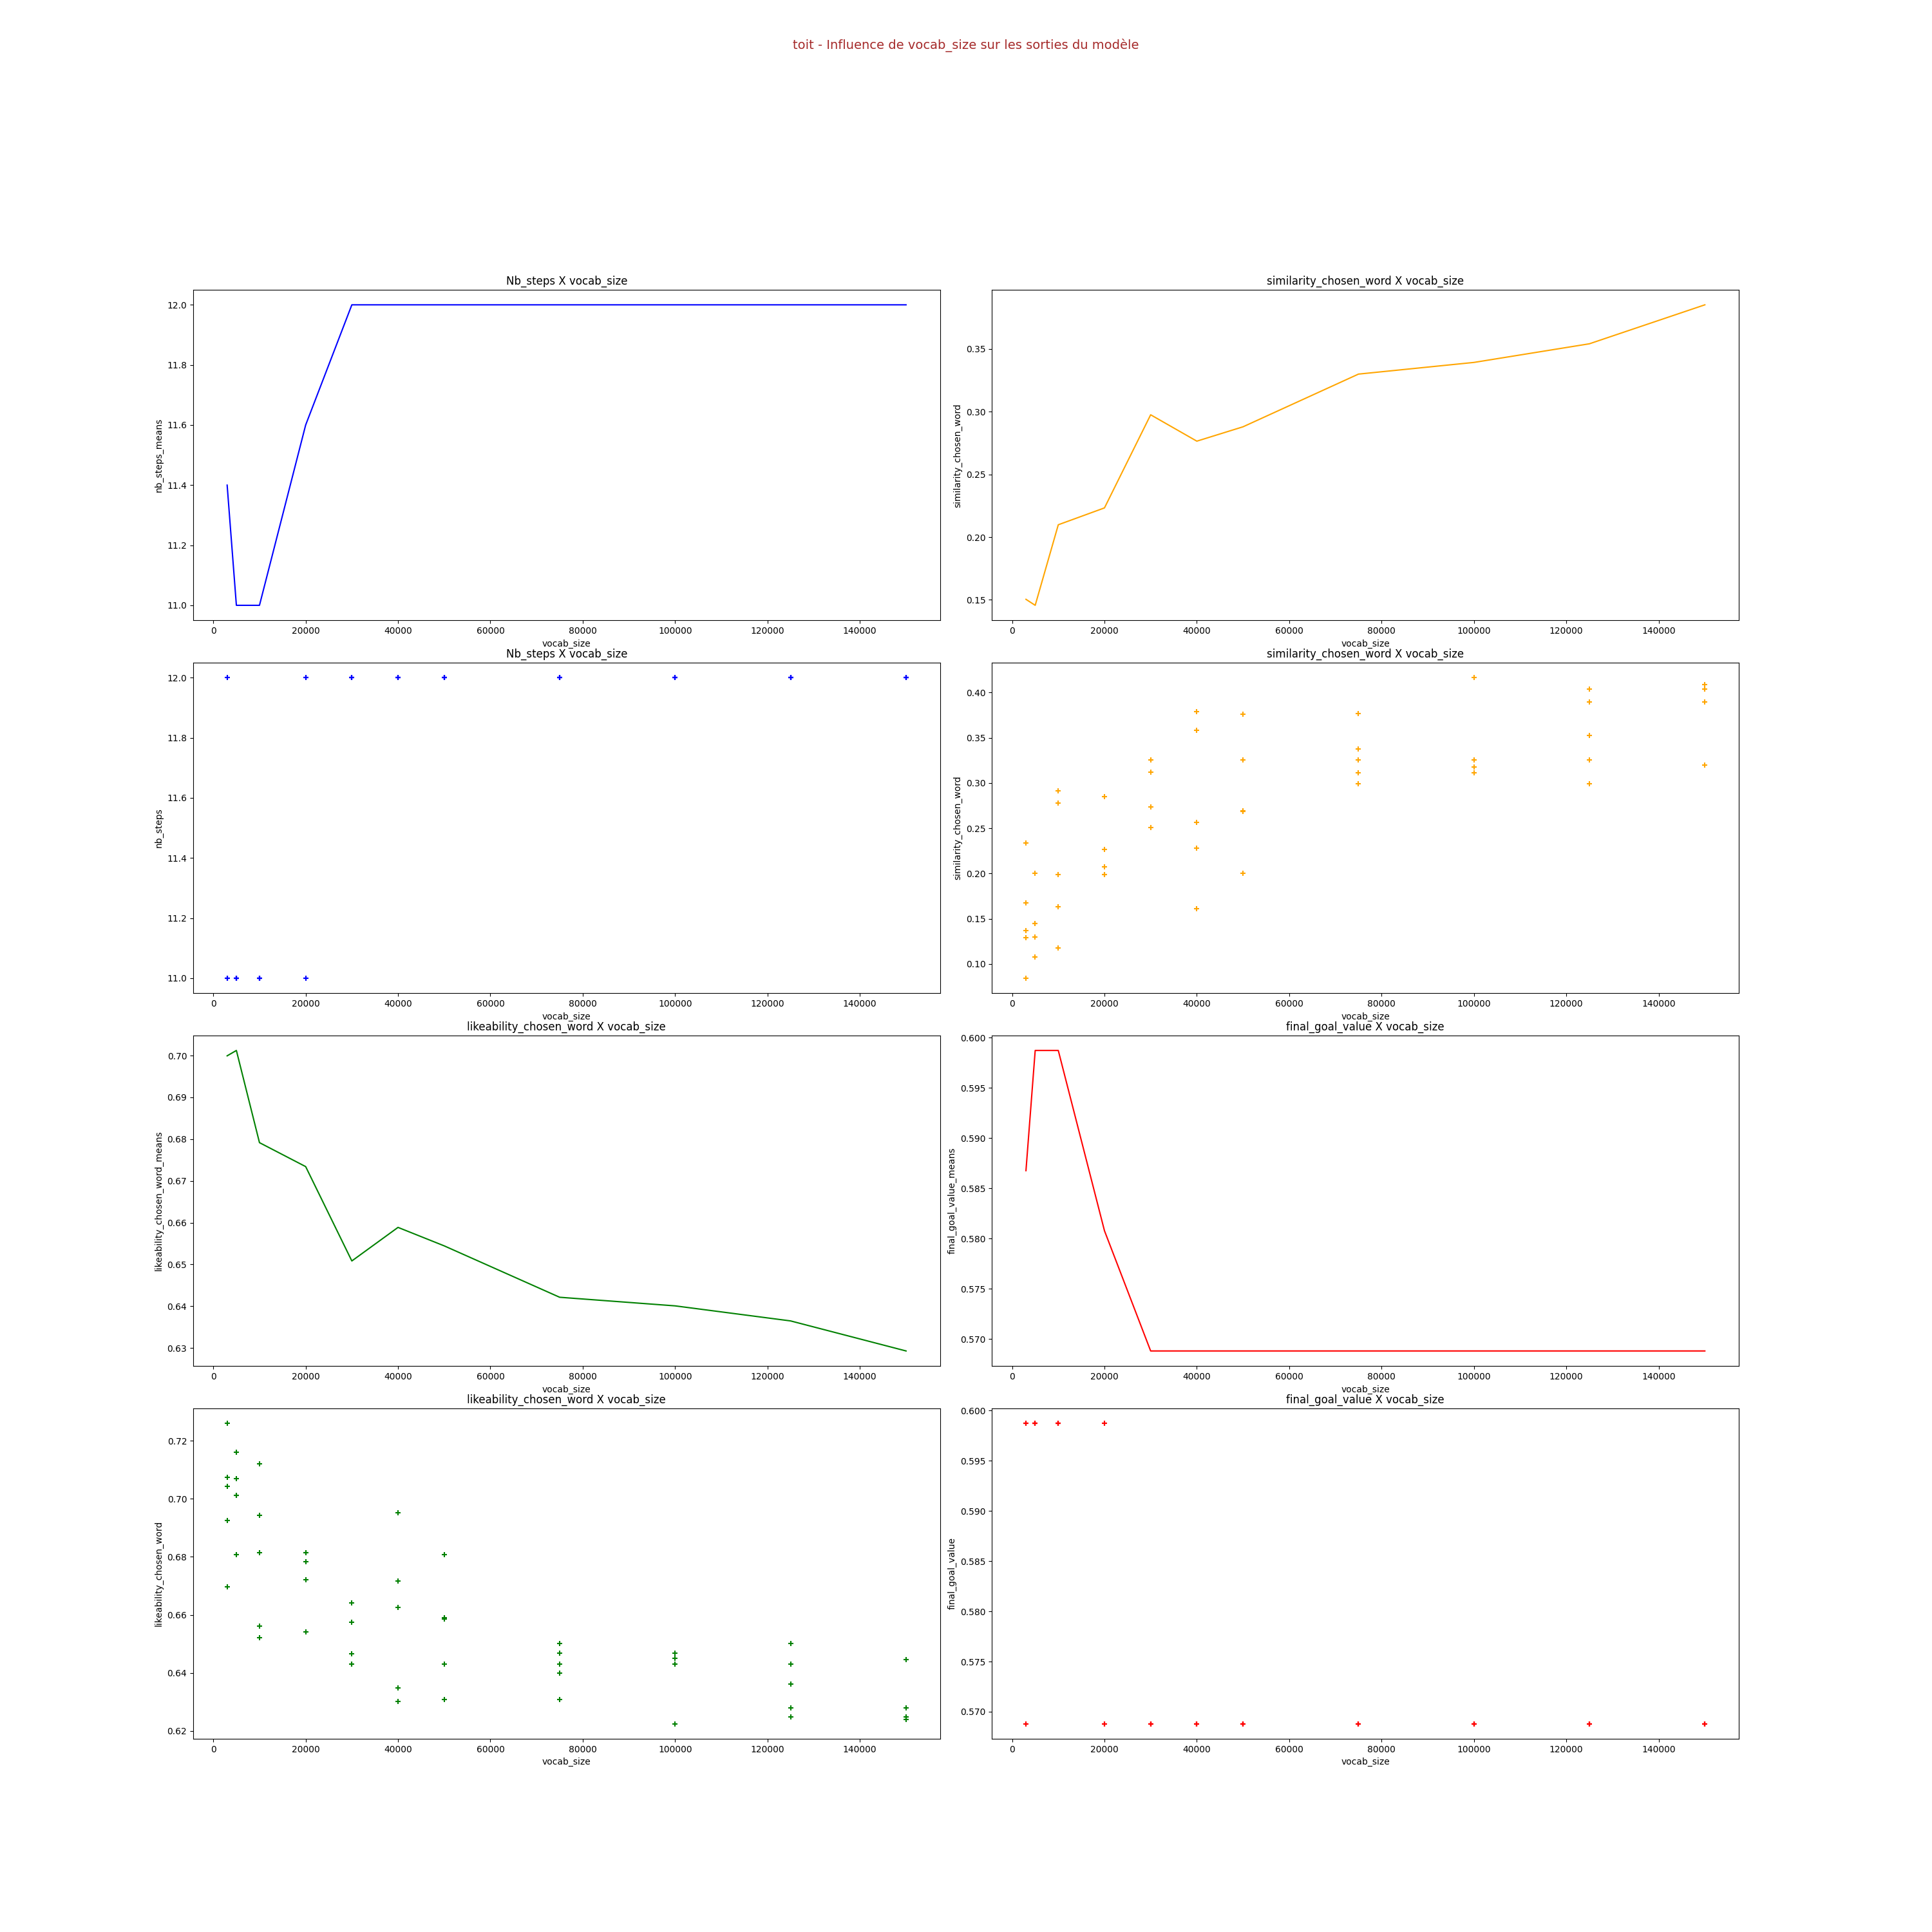 toit - Influence de vocab_size sur les sorties du modèle
Nb_steps X vocab_size
nb_steps_means
12.0
11.8
11.6
11.4
11.2
11.0
0 20000 40000 60000 80000 100000 120000 140000
vocab_size
similarity_chosen_word X vocab_size
similarity_chosen_word
0.35
0.30
0.25
0.20
0.15
0 20000 40000 60000 80000 100000 120000 140000
vocab_size
Nb_steps X vocab_size
nb_steps
12.0
11.8
11.6
11.4
11.2
11.0
0 20000 40000 60000 80000 100000 120000 140000
vocab_size
similarity_chosen_word X vocab_size
similarity_chosen_word
0.40
0.35
0.30
0.25
0.20
0.15
0.10
0 20000 40000 60000 80000 100000 120000 140000
vocab_size
likeability_chosen_word X vocab_size
likeability_chosen_word_means
0.70
0.69
0.68
0.67
0.66
0.65
0.64
0.63
0 20000 40000 60000 80000 100000 120000 140000
vocab_size
final_goal_value X vocab_size
final_goal_value_means
0.600
0.595
0.590
0.585
0.580
0.575
0.570
0 20000 40000 60000 80000 100000 120000 140000
vocab_size
likeability_chosen_word X vocab_size
likeability_chosen_word
0.72
0.70
0.68
0.66
0.64
0.62
0 20000 40000 60000 80000 100000 120000 140000
vocab_size
final_goal_value X vocab_size
final_goal_value
0.600
0.595
0.590
0.585
0.580
0.575
0.570
0 20000 40000 60000 80000 100000 120000 140000
vocab_size